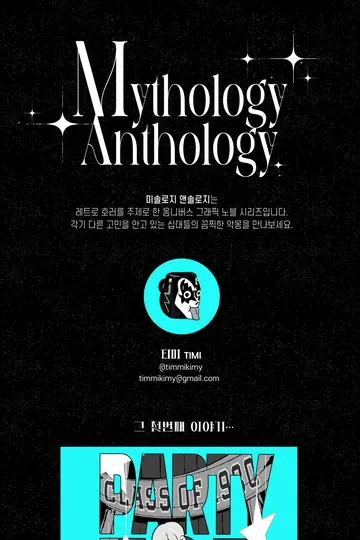 Mythology
Anthology
미솔로지 앤솔로지는
레트로 호러를 주제로 한 옴니버스 그래픽 노블 시리즈입니다.
각기 다른 고민을 안고 있는 십대들의 끔찍한 악몽을 만나보세요.
티미 TIMI
@timmikimy
timmikimy@gmail.com
그 첫번째 이야기…
PARTY
CLASS OF 1970